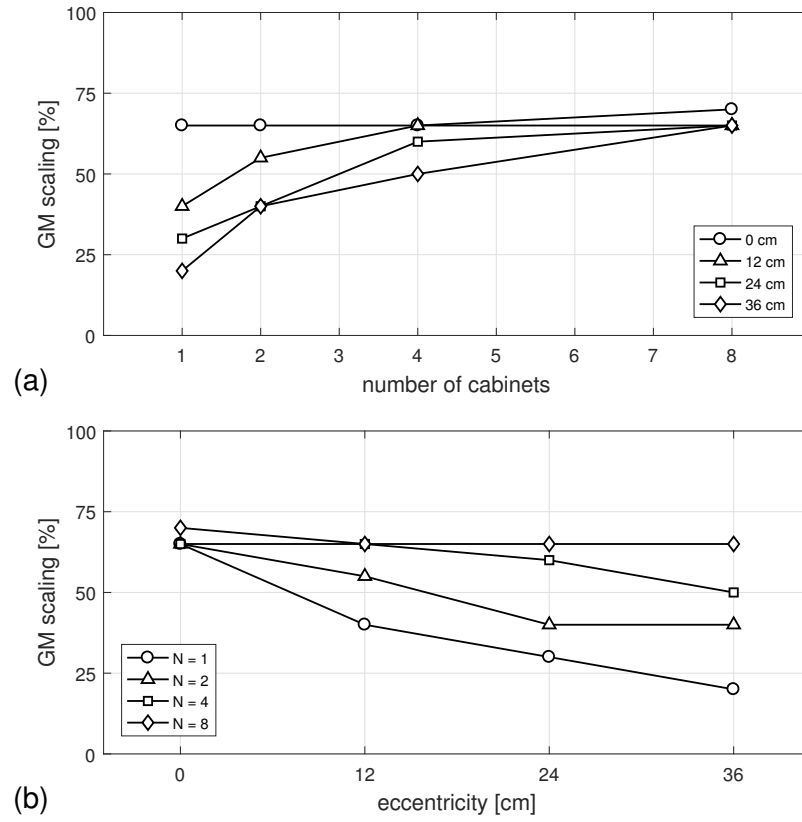 100
75
50
25
0
GM scaling [%]
0 cm
12 cm
24 cm
36 cm
1 2 3 4 5 6 7 8
number of cabinets
(a)
100
75
50
25
0
GM scaling [%]
N = 1
N = 2
N = 4
N = 8
0 12 24 36
eccentricity [cm]
(b)